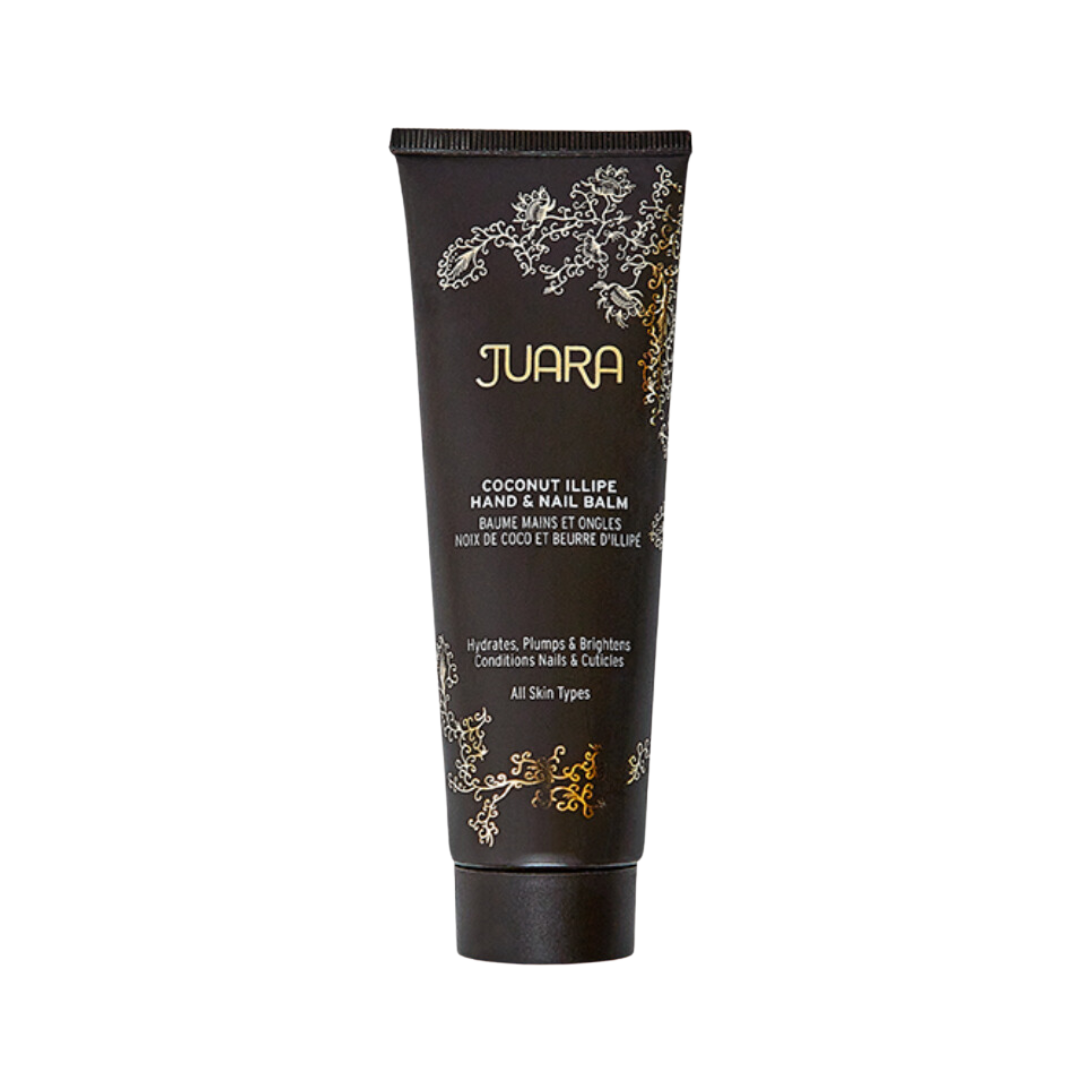 JUARA
COCONUT ILLIPE
HAND & NAIL BALM
BAUME MAINS ET ONGLES
NOIX DE COCO ET BEURRE D'ILLIPÉ
Hydrates, Plumps & Brightens
Conditions Nails & Cuticles
All Skin Types